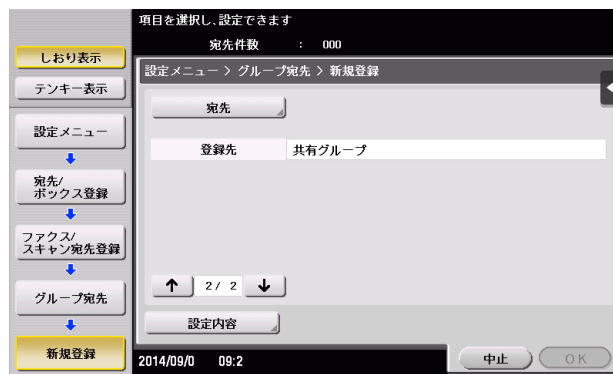 項目を選択し、設定できます
宛先件数 : 000
しおり表示
テンキー表示
設定メニュー
宛先/
ボックス登録
ファクス/
スキャン宛先登録
グループ宛先
新規登録
設定メニュー > グループ宛先 > 新規登録
宛先
登録先 共有グループ
↑ 2/ 2 ↓
設定内容
2014/09/0 09:2
中止 OK